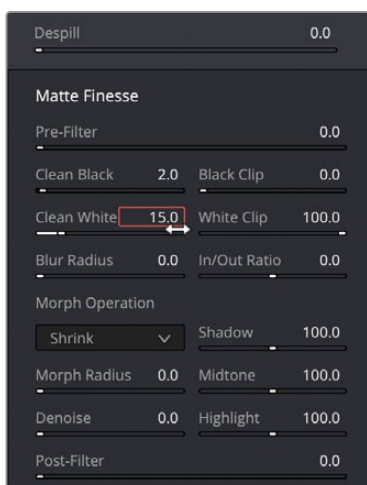 Despill 0.0
Matte Finesse
Pre-Filter 0.0
Clean Black 2.0 Black Clip 0.0
Clean White 15.0 White Clip 100.0
Blur Radius 0.0 In/Out Ratio 0.0
Morph Operation
Shrink Shadow 100.0
Morph Radius 0.0 Midtone 100.0
Denoise 0.0 Highlight 100.0
Post-Filter 0.0